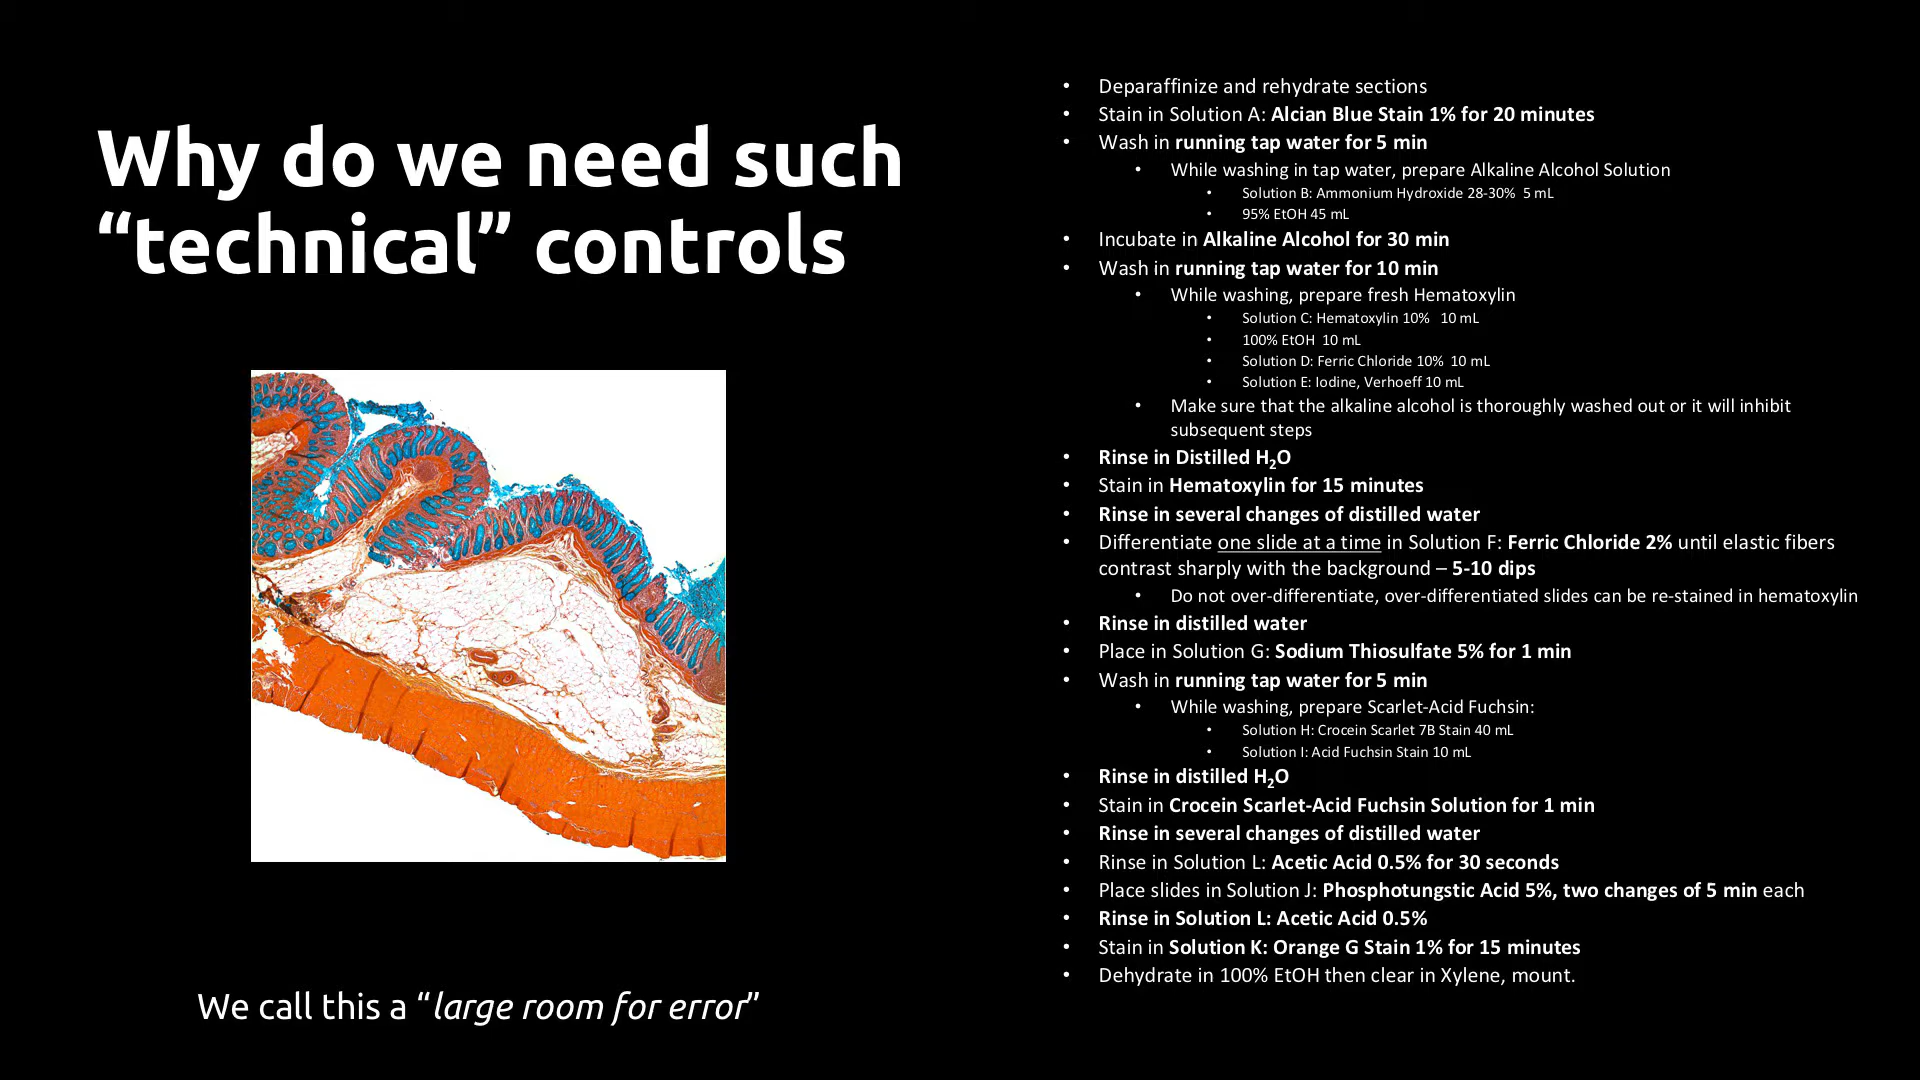 Why do we need such
“technical” controls
We call this a “large room for error”
• Deparaffinize and rehydrate sections
• Stain in Solution A: Alcian Blue Stain 1% for 20 minutes
• Wash in running tap water for 5 min
• While washing in tap water, prepare Alkaline Alcohol Solution
• Solution B: Ammonium Hydroxide 28-30% 5 mL
• 95% EtOH 45 mL
• Incubate in Alkaline Alcohol for 30 min
• Wash in running tap water for 10 min
• While washing, prepare fresh Hematoxylin
• Solution C: Hematoxylin 10% 10 mL
• 100% EtOH 10 mL
• Solution D: Ferric Chloride 10% 10 mL
• Solution E: Iodine, Verhoeff 10 mL
• Make sure that the alkaline alcohol is thoroughly washed out or it will inhibit
subsequent steps
• Rinse in Distilled H₂O
• Stain in Hematoxylin for 15 minutes
• Rinse in several changes of distilled water
• Differentiate one slide at a time in Solution F: Ferric Chloride 2% until elastic fibers
contrast sharply with the background – 5-10 dips
• Do not over-differentiate, over-differentiated slides can be re-stained in hematoxylin
• Rinse in distilled water
• Place in Solution G: Sodium Thiosulfate 5% for 1 min
• Wash in running tap water for 5 min
• While washing, prepare Scarlet-Acid Fuchsin:
• Solution H: Crocein Scarlet 7B Stain 40 mL
• Solution I: Acid Fuchsin Stain 10 mL
• Rinse in distilled H₂O
• Stain in Crocein Scarlet-Acid Fuchsin Solution for 1 min
• Rinse in several changes of distilled water
• Rinse in Solution L: Acetic Acid 0.5% for 30 seconds
• Place slides in Solution J: Phosphotungstic Acid 5%, two changes of 5 min each
• Rinse in Solution L: Acetic Acid 0.5%
• Stain in Solution K: Orange G Stain 1% for 15 minutes
• Dehydrate in 100% EtOH then clear in Xylene, mount.